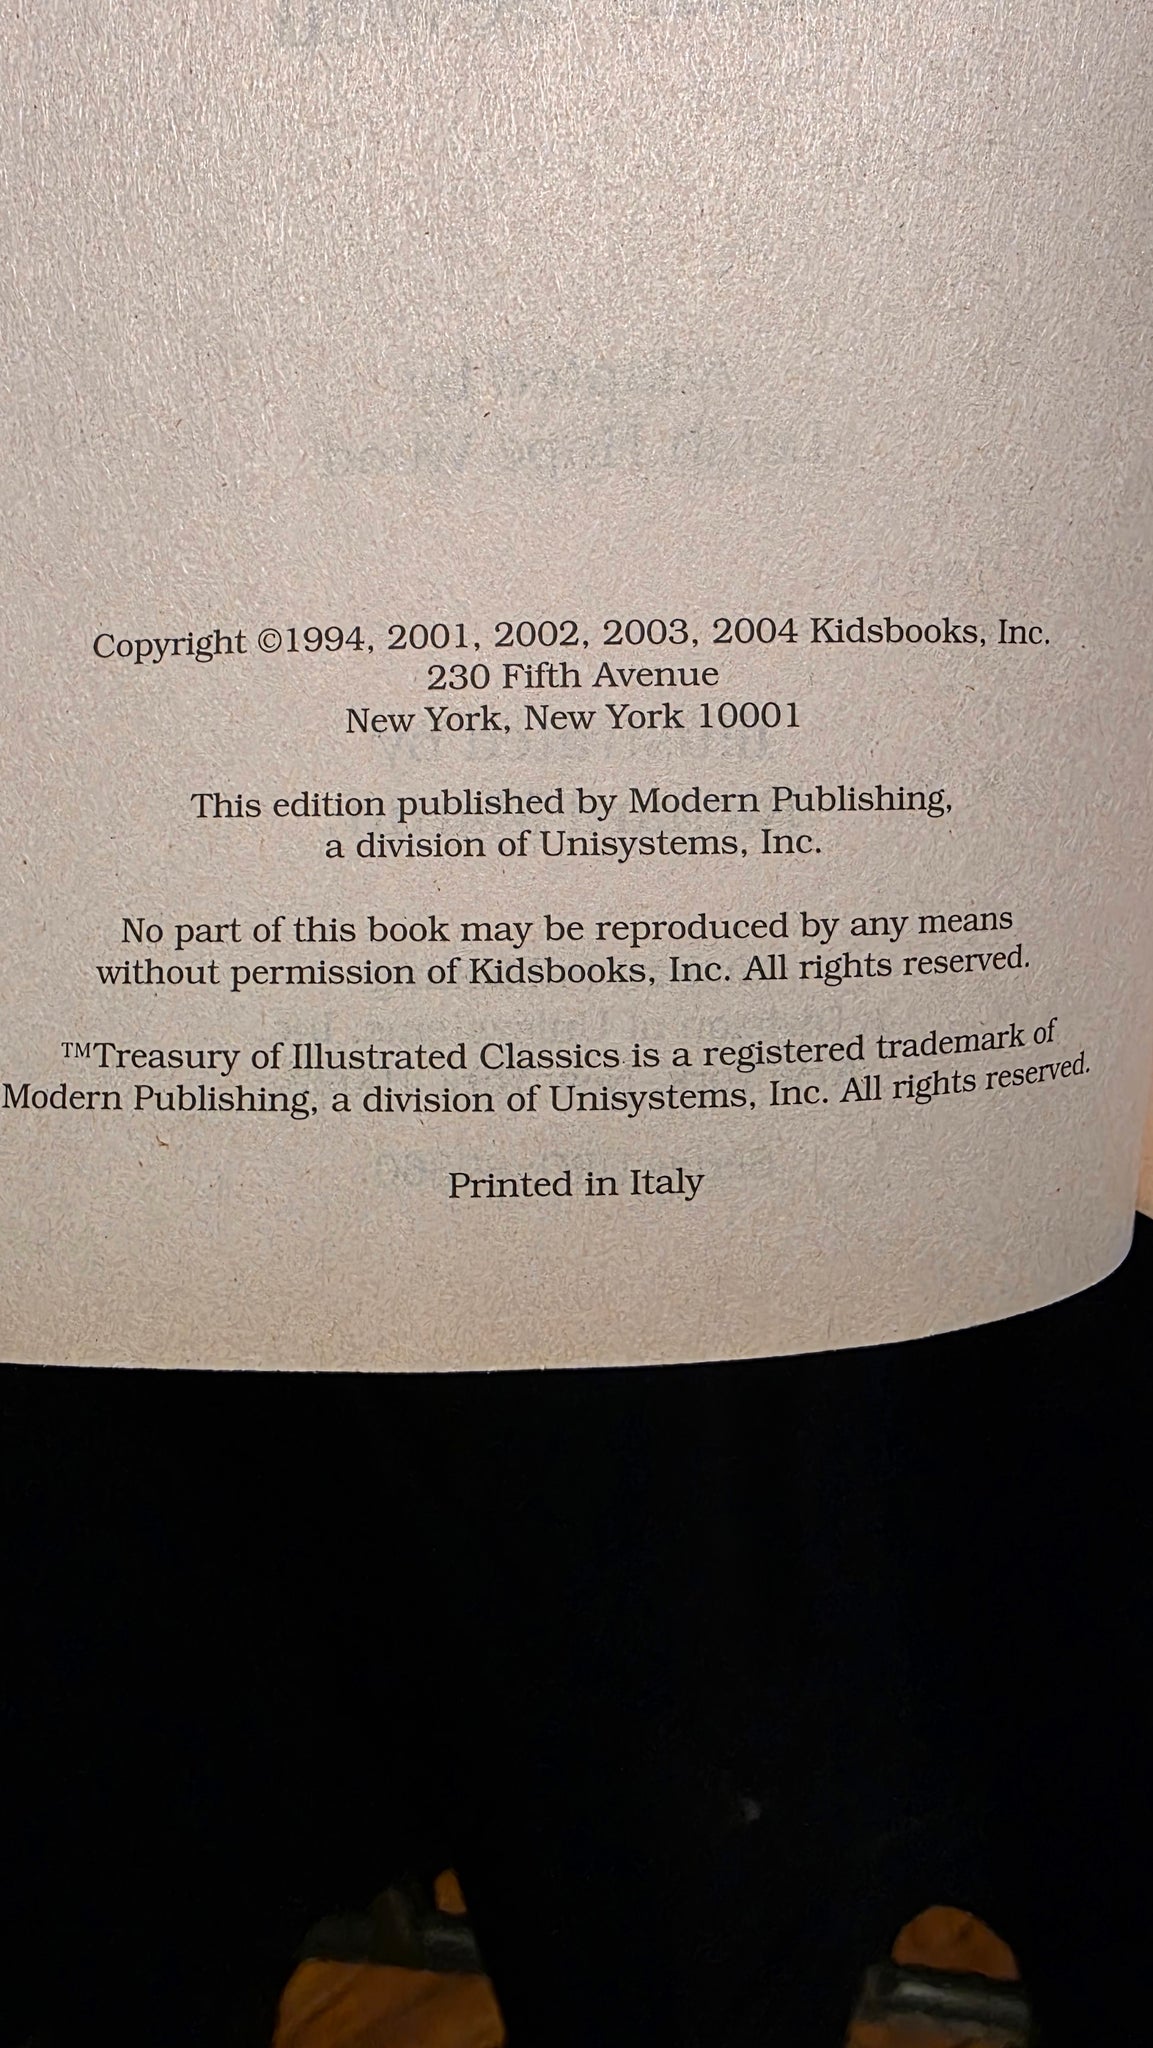 Copyright ©1994, 2001, 2002, 2003, 2004 Kidsbooks, Inc.
230 Fifth Avenue
New York, New York 10001
This edition published by Modern Publishing,
a division of Unisystems, Inc.
No part of this book may be reproduced by any means
without permission of Kidsbooks, Inc. All rights reserved.
™Treasury of Illustrated Classics is a registered trademark of
Modern Publishing, a division of Unisystems, Inc. All rights reserved.
Printed in Italy